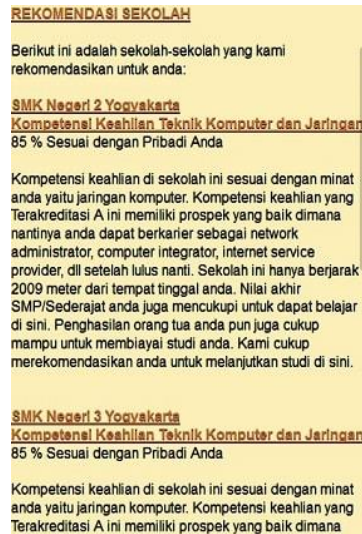 REKOMENDASI SEKOLAH
Berikut ini adalah sekolah-sekolah yang kami
rekomendasikan untuk anda:
SMK Negeri 2 Yogyakarta
Kompetensi Keahlian Teknik Komputer dan Jaringan
85 % Sesuai dengan Pribadi Anda
Kompetensi keahlian di sekolah ini sesuai dengan minat
anda yaitu jaringan komputer. Kompetensi keahlian yang
Terakreditasi A ini memiliki prospek yang baik dimana
nantinya anda dapat berkarier sebagai network
administrator, computer integrator, internet service
provider, dll setelah lulus nanti. Sekolah ini hanya berjarak
2009 meter dari tempat tinggal anda. Nilai akhir
SMP/Sederajat anda juga mencukupi untuk dapat belajar
di sini. Penghasilan orang tua anda pun juga cukup
mampu untuk membiayai studi anda. Kami cukup
merekomendasikan anda untuk melanjutkan studi di sini.
SMK Negeri 3 Yogyakarta
Kompetensi Keahlian Teknik Komputer dan Jaringan
85 % Sesuai dengan Pribadi Anda
Kompetensi keahlian di sekolah ini sesuai dengan minat
anda yaitu jaringan komputer. Kompetensi keahlian yang
Terakreditasi A ini memiliki prospek yang baik dimana